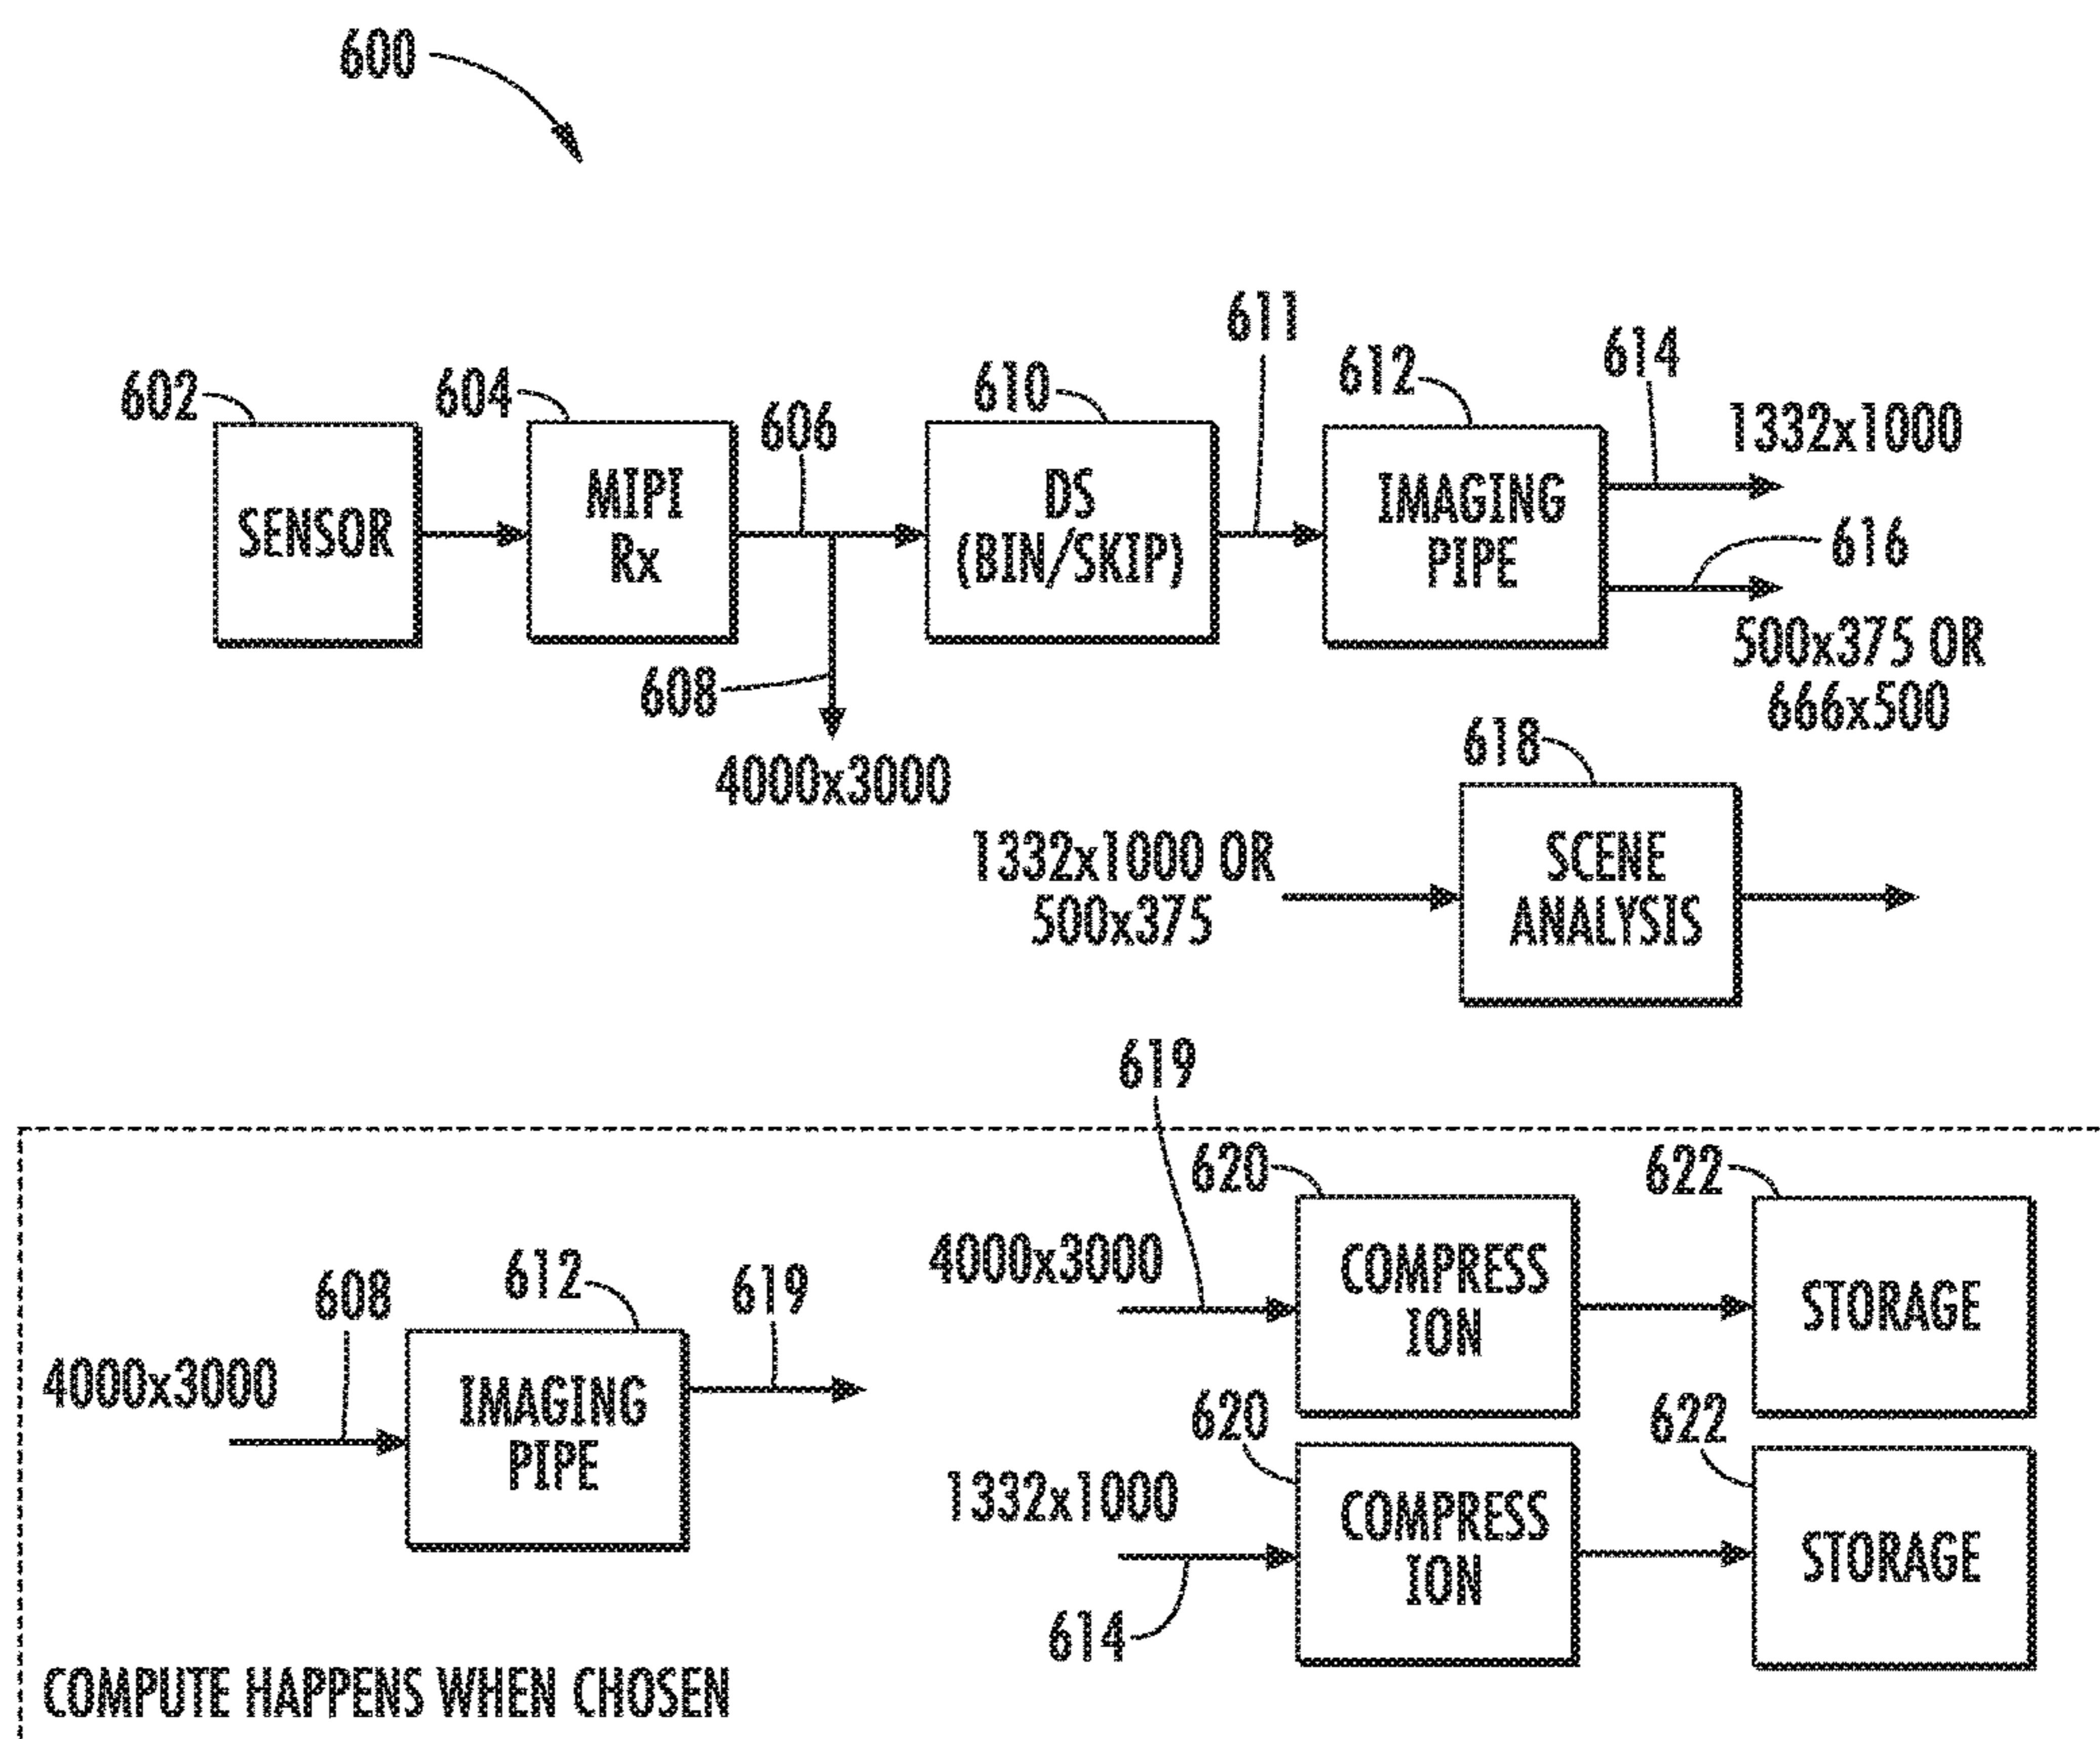 600
602
SENSOR
604
MIPI
Rx
606
608
4000x3000
610
DS
(BIN/SKIP)
611
612
IMAGING
PIPE
614
1332x1000
616
500x375 OR
666x500
618
1332x1000 OR
500x375
SCENE
ANALYSIS
4000x3000
608
612
IMAGING
PIPE
619
619
4000x3000
620
COMPRESS
ION
622
STORAGE
1332x1000
614
620
COMPRESS
ION
622
STORAGE
COMPUTE HAPPENS WHEN CHOSEN